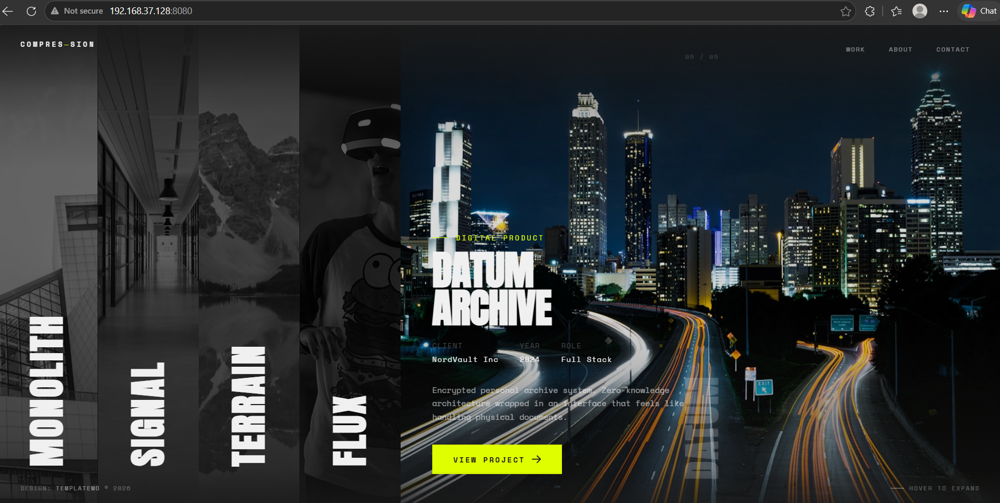 Not secure 192.168.37.128:8080
Chat
COMPRES—SION
WORK ABOUT CONTACT
05 / 05
MONOLITH
SIGNAL
TERRAIN
FLUX
DIGITAL PRODUCT
DATUM
ARCHIVE
CLIENT YEAR ROLE
NordVault Inc 2024 Full Stack
Encrypted personal archive system. Zero-knowledge
architecture wrapped in an interface that feels like
handling physical documents.
DATUM
VIEW PROJECT →
EXIT
DESIGN: TEMPLATEMO © 2026
HOVER TO EXPAND